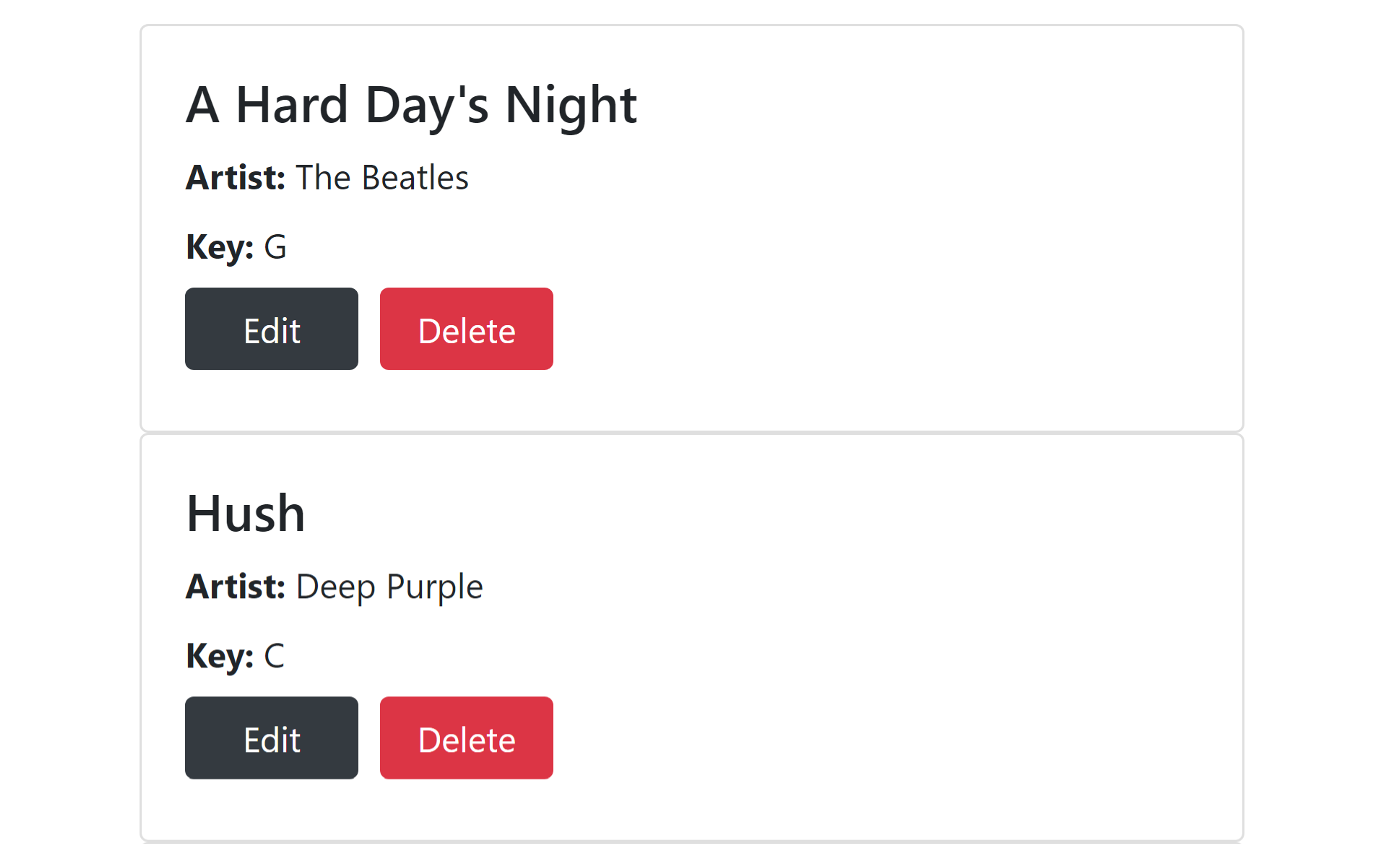 A Hard Day's Night
Artist: The Beatles
Key: G
Edit Delete
Hush
Artist: Deep Purple
Key: C
Edit Delete